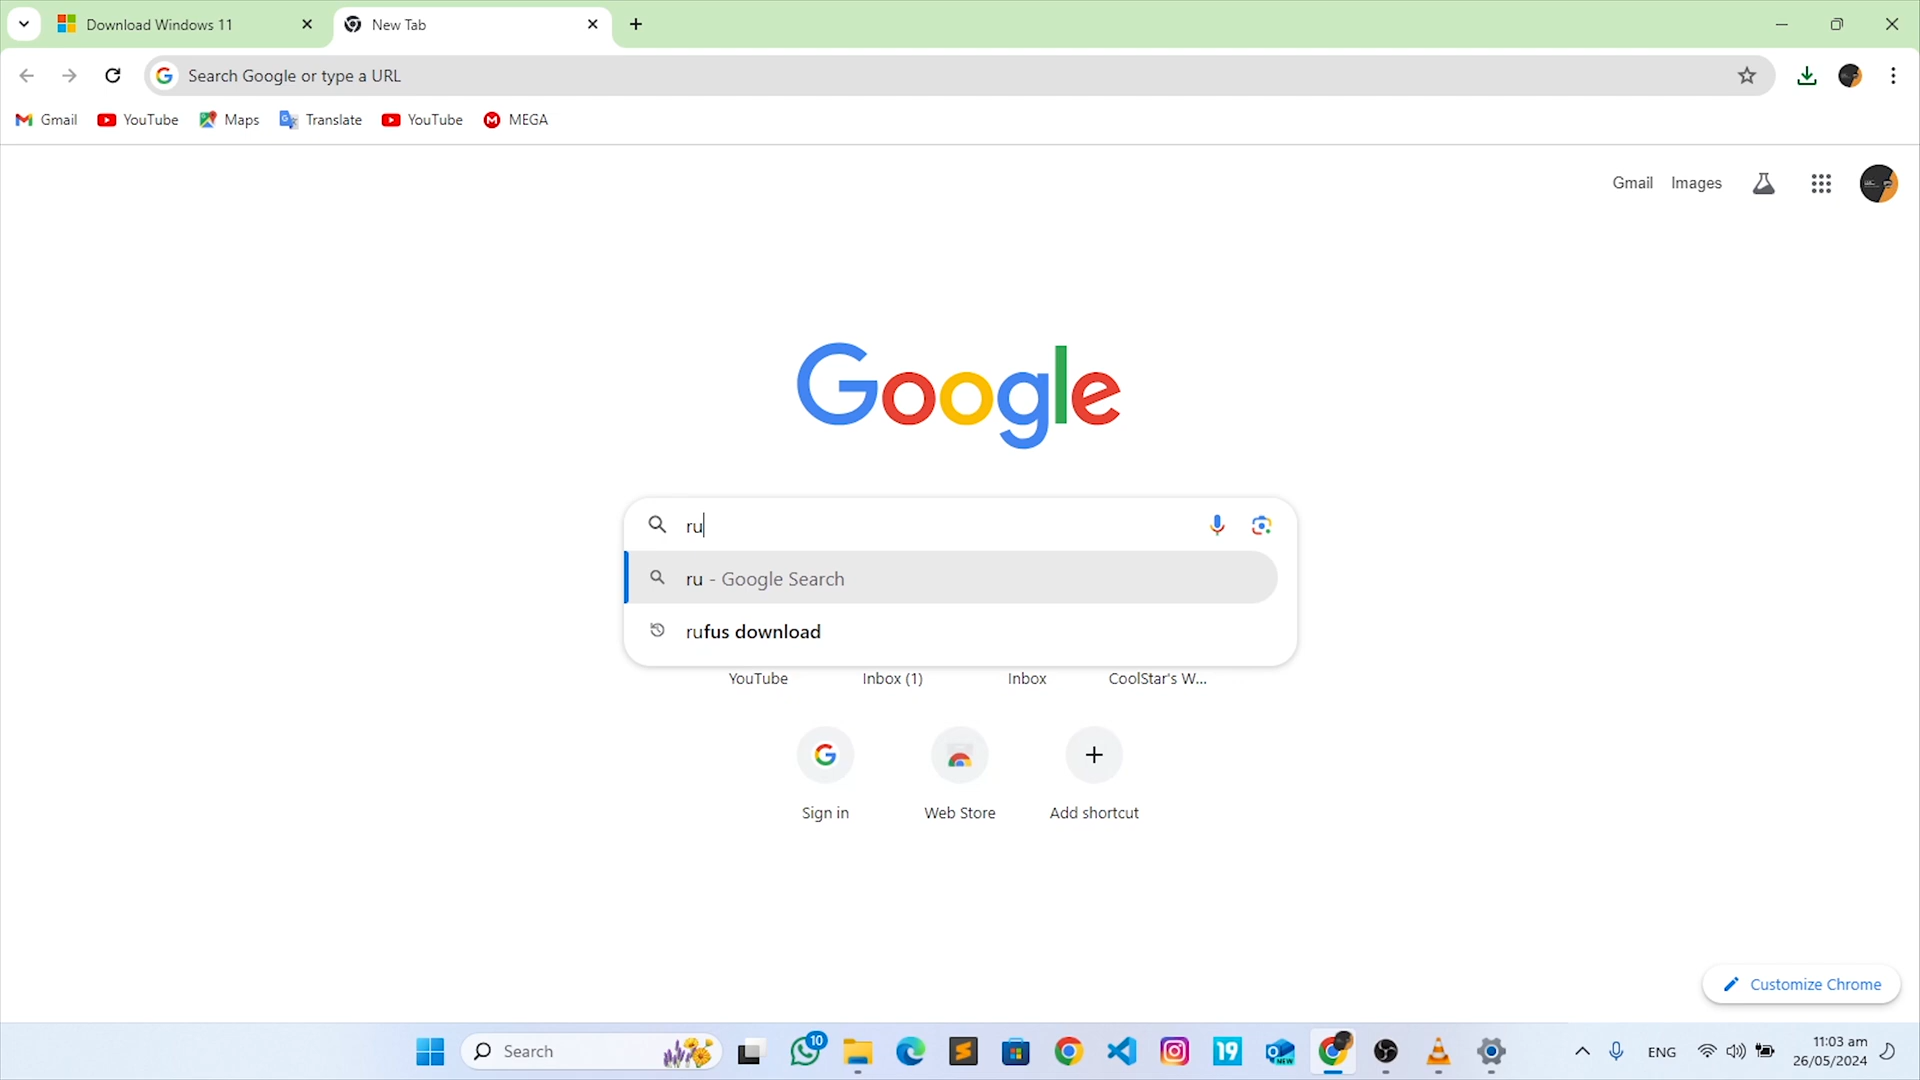 Download Windows 11
New Tab
Search Google or type a URL
Gmail YouTube Maps Translate YouTube MEGA
Gmail Images
Google
ru
ru - Google Search
rufus download
YouTube Inbox (1) Inbox CoolStar's W...
Sign in Web Store Add shortcut
Customize Chrome
Search 10 19 NEW ENG 11:03 am
26/05/2024